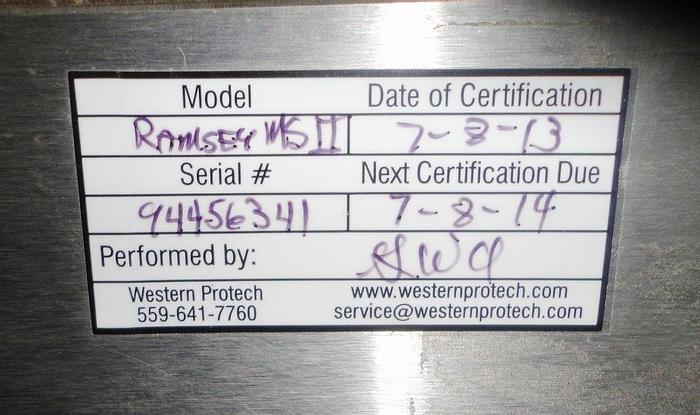 Model Date of Certification
RAMSEY MS II 7-8-13
Serial # Next Certification Due
94456341 7-8-14
Performed by:
Western Protech www.westernprotech.com
559-641-7760 service@westernprotech.com